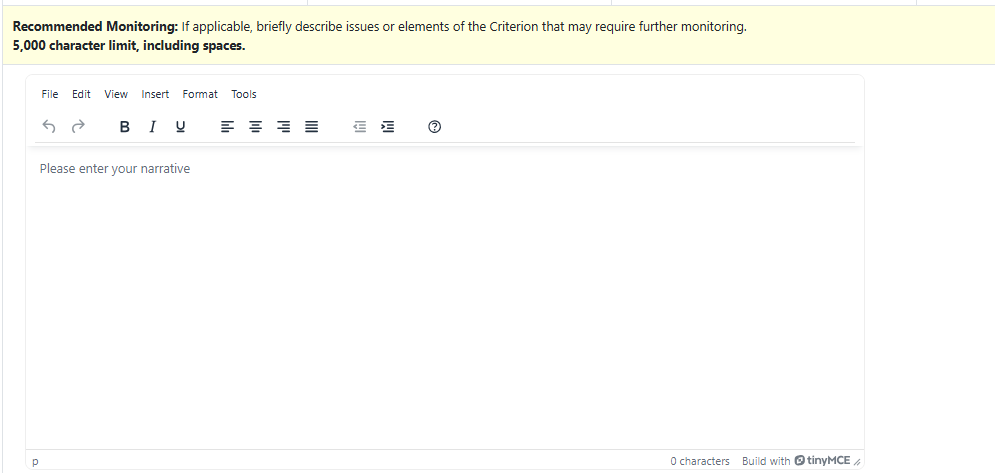 Recommended Monitoring: If applicable, briefly describe issues or elements of the Criterion that may require further monitoring.
5,000 character limit, including spaces.
File Edit View Insert Format Tools
B I U
Please enter your narrative
p 0 characters Build with tinyMCE